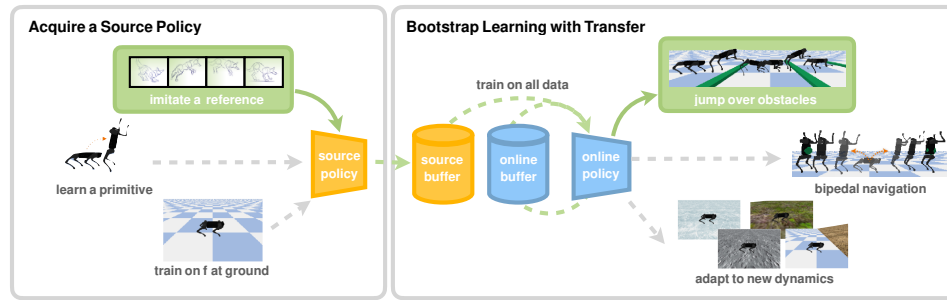 Acquire a Source Policy
imitate a reference
learn a primitive
train on f at ground
source
policy
Bootstrap Learning with Transfer
train on all data
source
buffer
online
buffer
online
policy
jump over obstacles
bipedal navigation
adapt to new dynamics